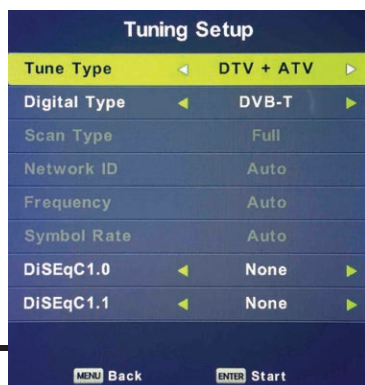 Tuning Setup
Tune Type DTV + ATV
Digital Type DVB-T
Scan Type Full
Network ID Auto
Frequency Auto
Symbol Rate Auto
DiSEqC1.0 None
DiSEqC1.1 None
MENU Back ENTER Start